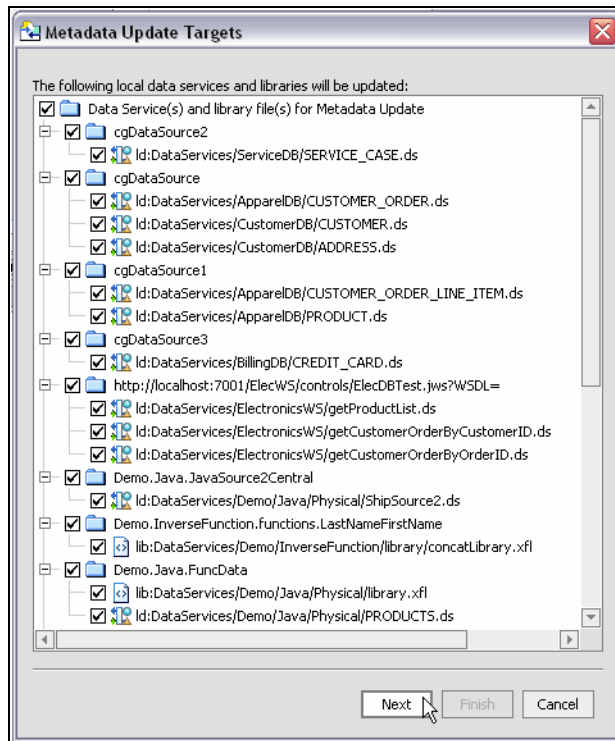 Metadata Update Targets
The following local data services and libraries will be updated:
Data Service(s) and library file(s) for Metadata Update
cgDataSource2
ld:DataServices/ServiceDB/SERVICE_CASE.ds
cgDataSource
ld:DataServices/ApparelDB/CUSTOMER_ORDER.ds
ld:DataServices/CustomerDB/CUSTOMER.ds
ld:DataServices/CustomerDB/ADDRESS.ds
cgDataSource1
ld:DataServices/ApparelDB/CUSTOMER_ORDER_LINE_ITEM.ds
ld:DataServices/ApparelDB/PRODUCT.ds
cgDataSource3
ld:DataServices/BillingDB/CREDIT_CARD.ds
http://localhost:7001/ElecWS/controls/ElecDBTest.jws?WSDL=
ld:DataServices/ElectronicsWS/getProductList.ds
ld:DataServices/ElectronicsWS/getCustomerOrderByCustomerID.ds
ld:DataServices/ElectronicsWS/getCustomerOrderByOrderID.ds
Demo.Java.JavaSource2Central
ld:DataServices/Demo/Java/Physical/ShipSource2.ds
Demo.InverseFunction.functions.LastNameFirstName
lib:DataServices/Demo/InverseFunction/library/concatLibrary.xfl
Demo.Java.FuncData
lib:DataServices/Demo/Java/Physical/library.xfl
ld:DataServices/Demo/Java/Physical/PRODUCTS.ds
Next Finish Cancel